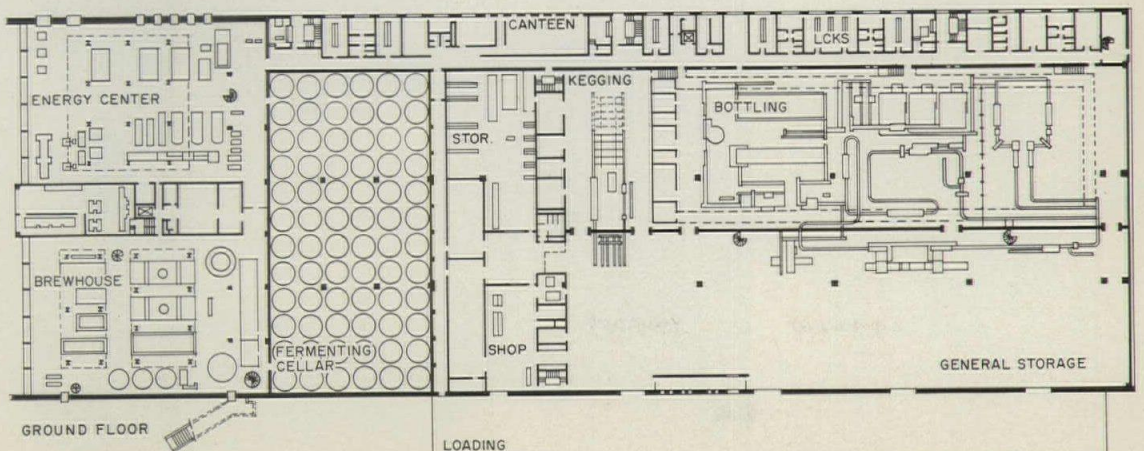 CANTEEN
LCKS
KEGGING
ENERGY CENTER
BOTTLING
STOR.
BREWHOUSE
FERMENTING
CELLAR
SHOP
GENERAL STORAGE
GROUND FLOOR
LOADING